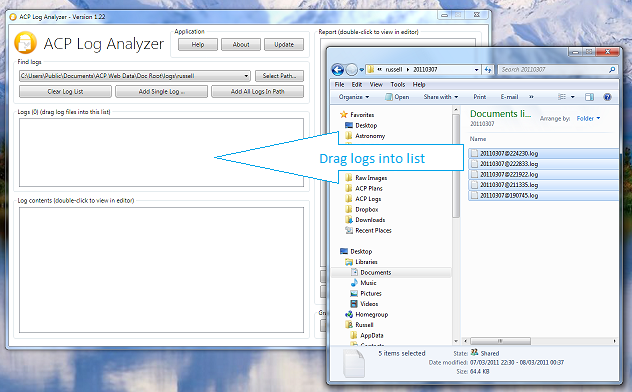 ACP Log Analyzer - Version 1.22
ACP Log Analyzer
Application
Help
About
Update
Report (double-click to view in editor)
Find logs
C:\Users\Public\Documents\ACP Web Data\Doc Root\logs\russell
Select Path...
Clear Log List
Add Single Log ...
Add All Logs In Path
Logs (0) (drag log files into this list)
Log contents (double-click to view in editor)
Drag logs into list
« russell ▸ 20110307
Search 20110307
File Edit View Tools Help
Organize
Open
Share with
Print
E-mail
»
Favorites
Desktop
Astronomy
Raw Images
ACP Plans
ACP Logs
Dropbox
Downloads
Recent Places
Desktop
Libraries
Documents
Music
Pictures
Videos
Homegroup
Russell
AppData
Documents li...
20110307
Arrange by: Folder
Name
20110307@224230.log
20110307@222833.log
20110307@221922.log
20110307@211335.log
20110307@190745.log
5 items selected
State: Shared
Date modified: 07/03/2011 22:30 - 08/03/2011 00:37
Size: 64.4 KB